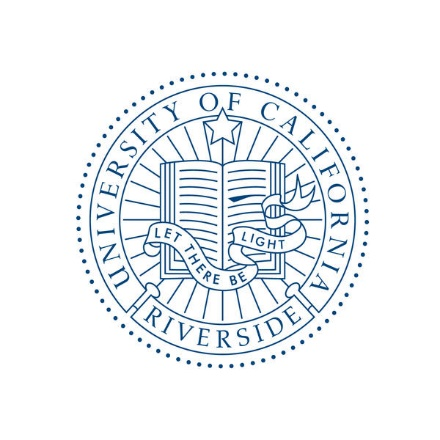 UNIVERSITY OF CALIFORNIA
LET THERE BE LIGHT
RIVERSIDE